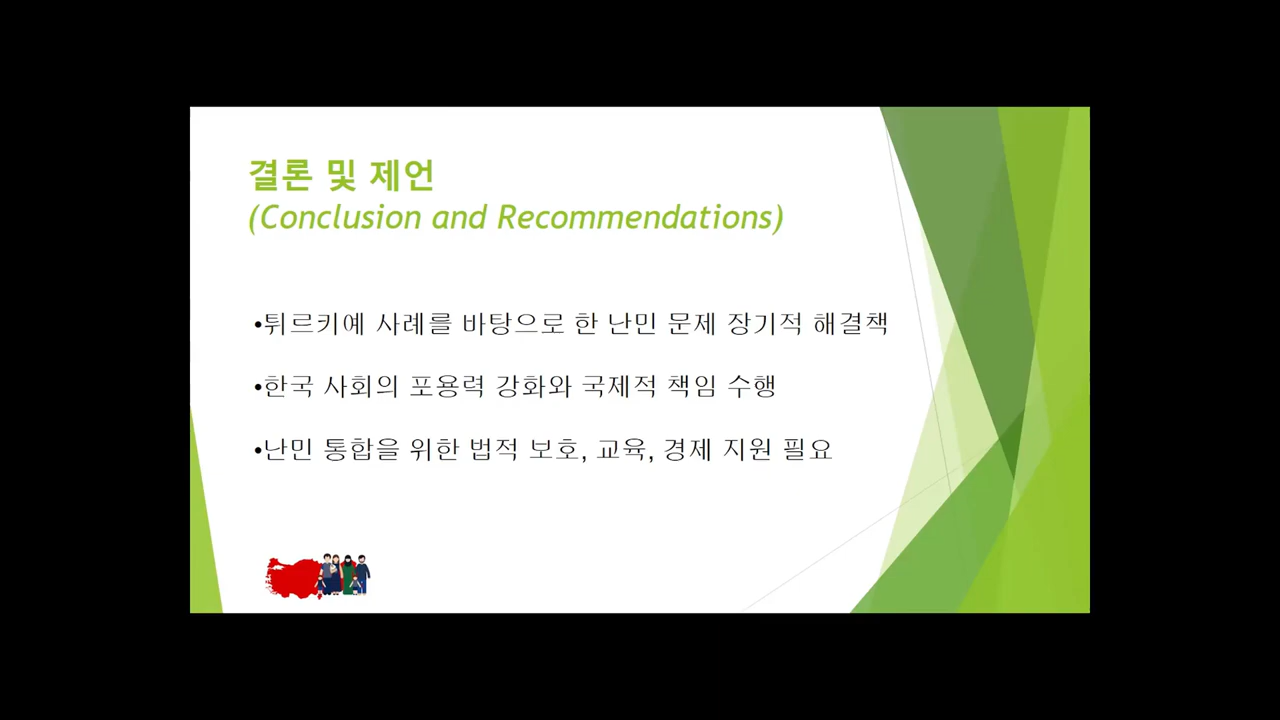 결론 및 제언
(Conclusion and Recommendations)
•튀르키예 사례를 바탕으로 한 난민 문제 장기적 해결책
•한국 사회의 포용력 강화와 국제적 책임 수행
•난민 통합을 위한 법적 보호, 교육, 경제 지원 필요